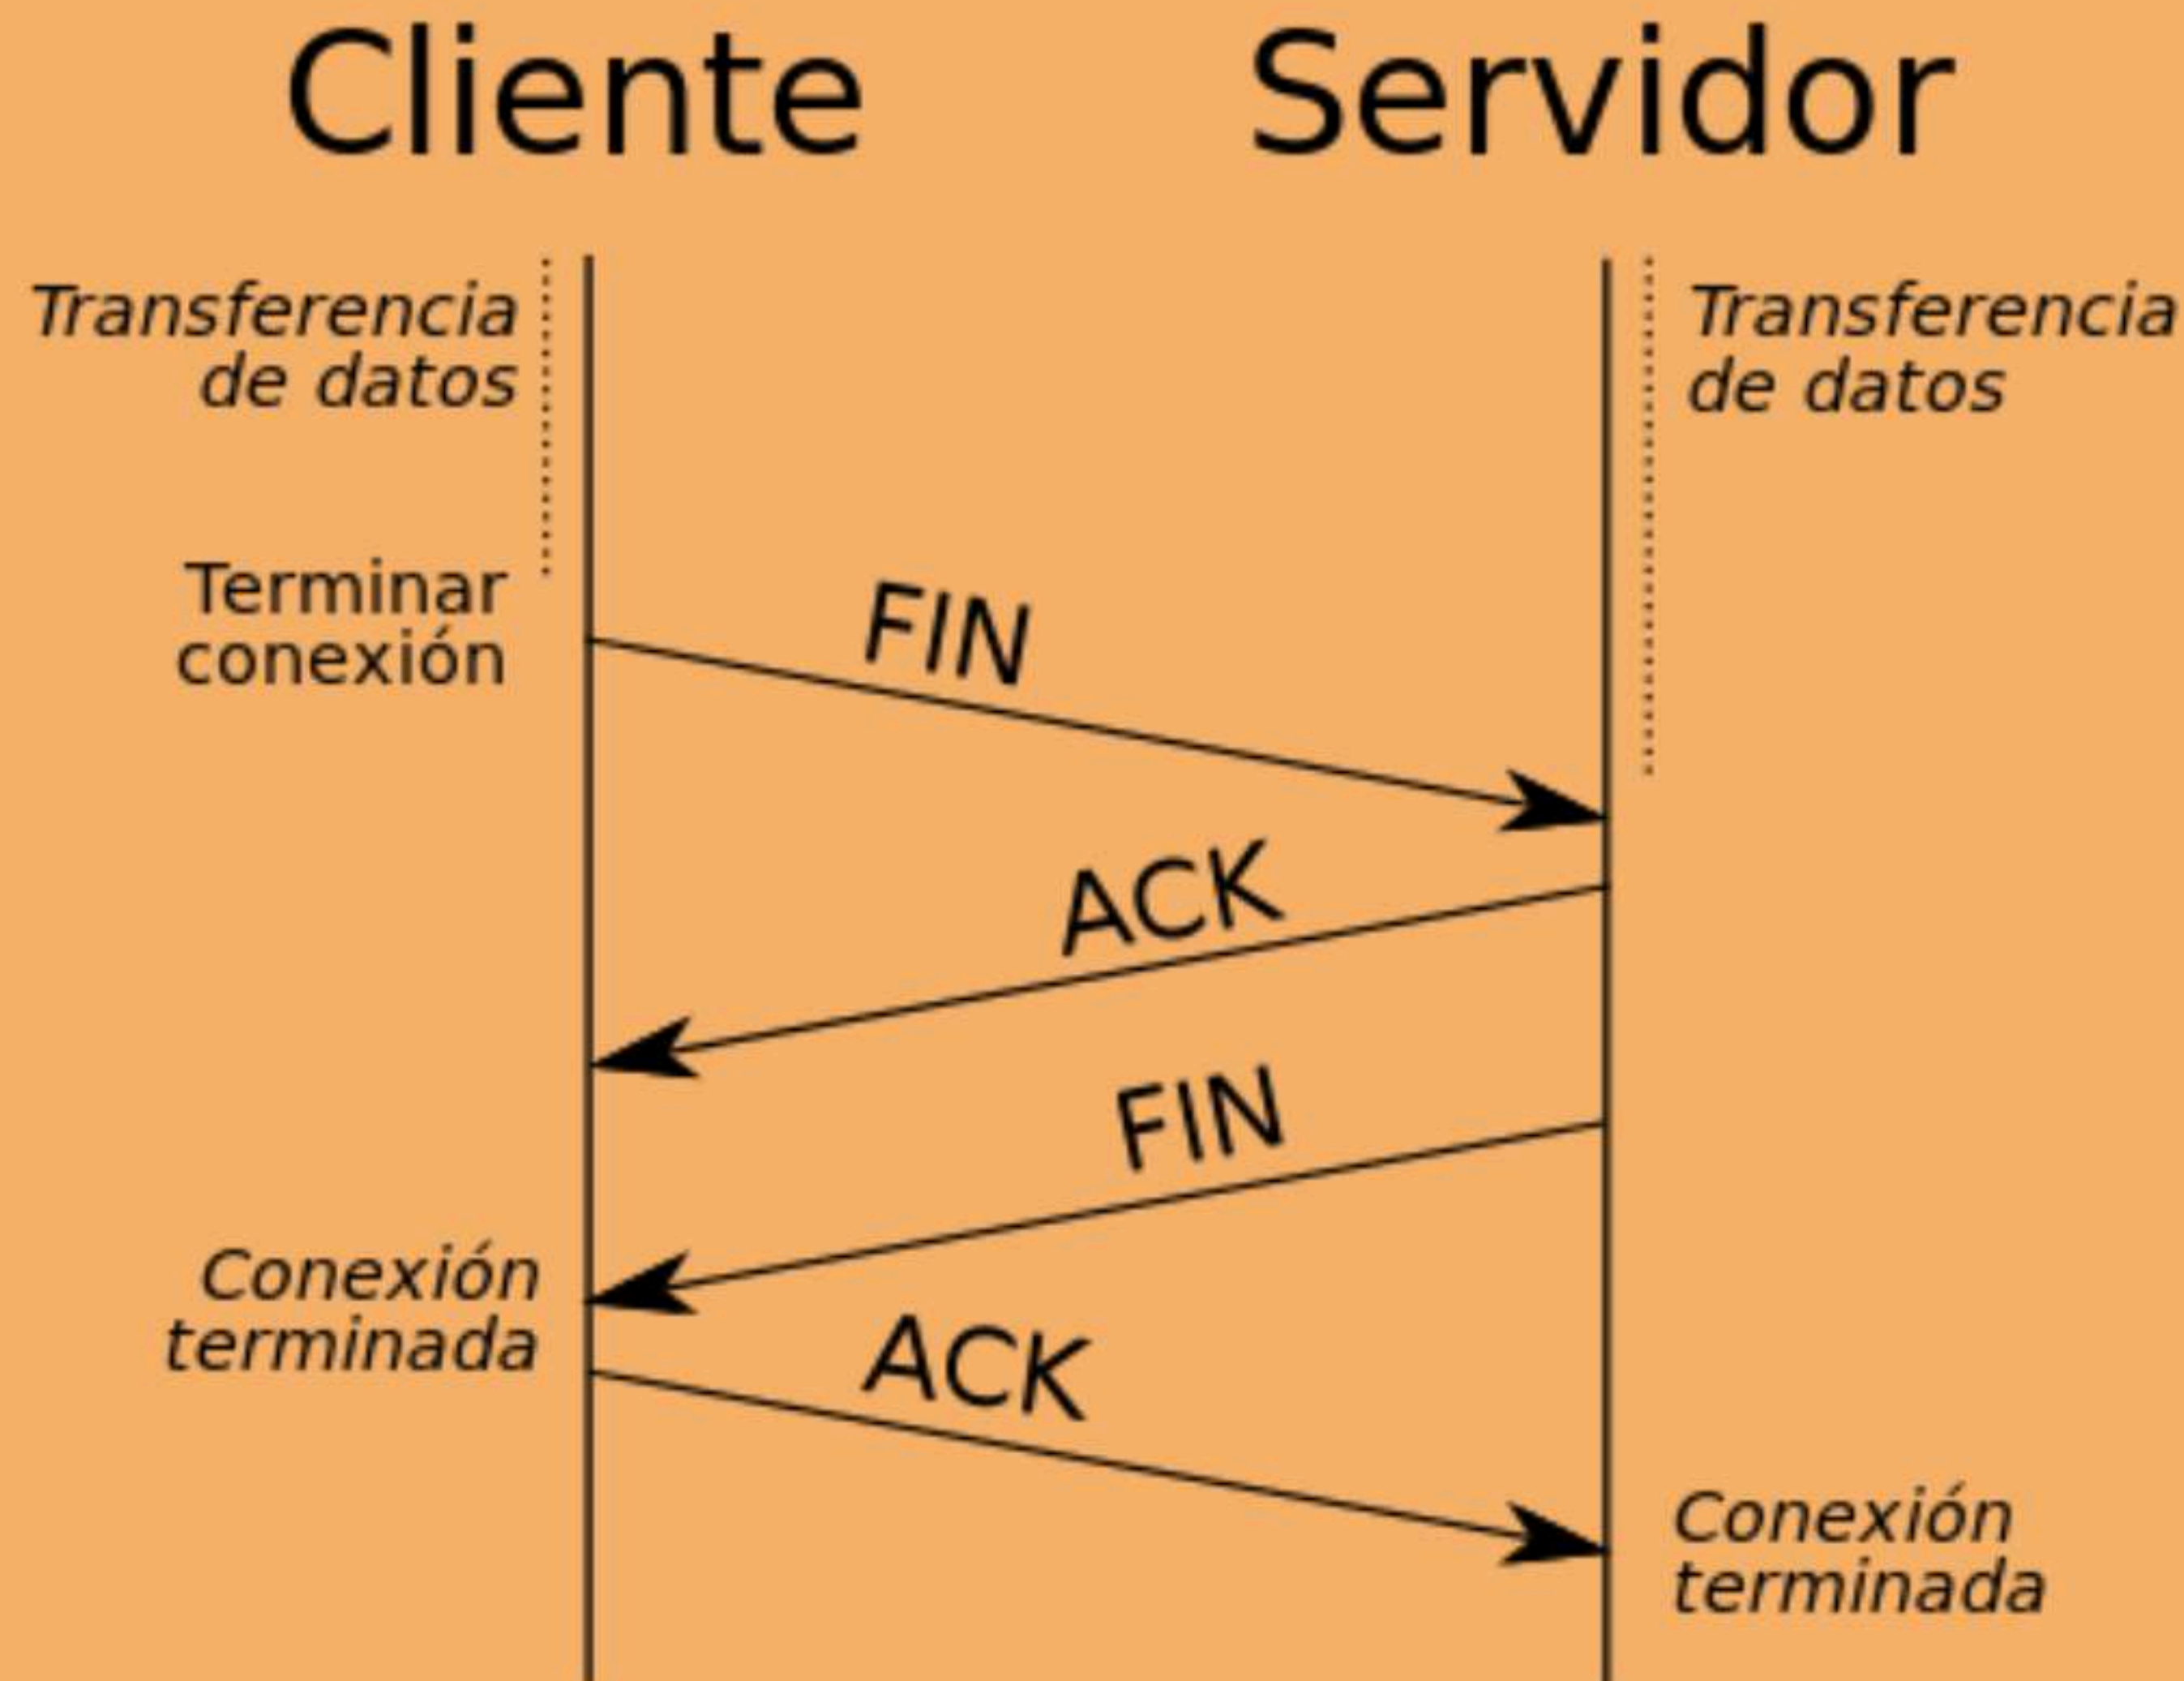 Cliente
Servidor
Transferencia
de datos
Transferencia
de datos
Terminar
conexión
FIN
ACK
FIN
Conexión
terminada
ACK
Conexión
terminada